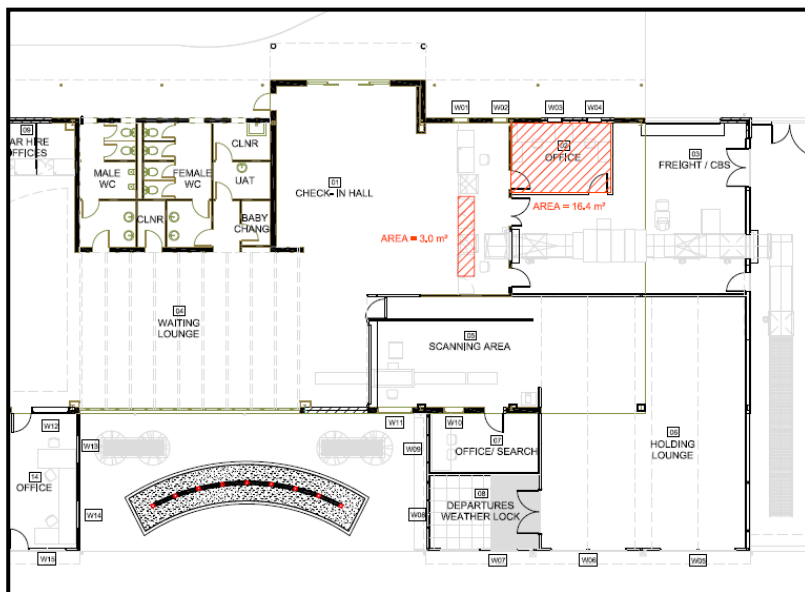 W01
W02
W03
W04
09
AR HIRE
OFFICES
MALE
WC
FEMALE
WC
CLNR
UAT
CLNR
BABY
CHANG
01
CHECK-IN HALL
02
OFFICE
03
FREIGHT / CBS
AREA = 16.4 m²
AREA = 3.0 m²
04
WAITING
LOUNGE
05
SCANNING AREA
06
HOLDING
LOUNGE
W11
W10
07
OFFICE/ SEARCH
W12
W13
W09
14
OFFICE
08
DEPARTURES
WEATHER LOCK
W14
W08
W15
W07
W06
W05